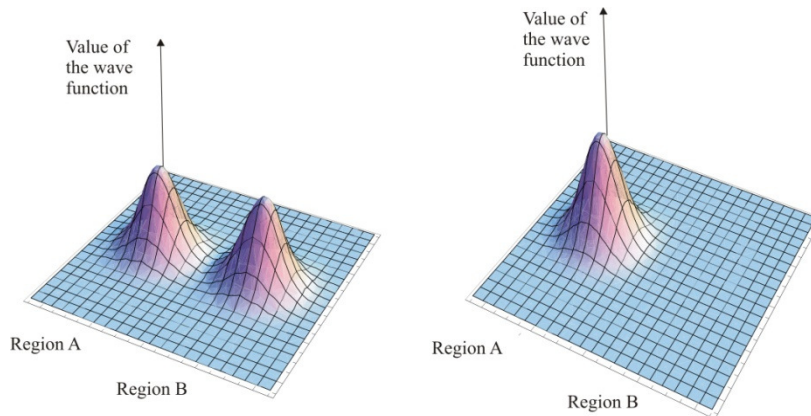 Value of
the wave
function
Region A
Region B
Value of
the wave
function
Region A
Region B